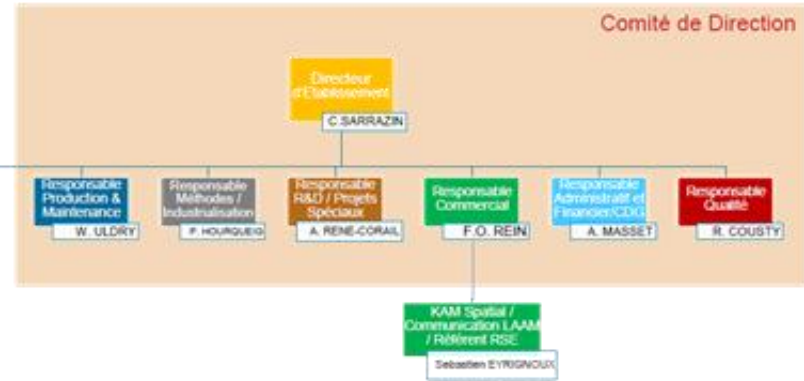 Comité de Direction
Directeur
d'Etablissement
C.SARRAZIN
Responsable
Production &
Maintenance
W. ULDRY
Responsable
Méthodes /
Industrialisation
P. HOURQUEIG
Responsable
R&D / Projets
Spéciaux
A. RENE-CORAIL
Responsable
Commercial
F.O. REIN
Responsable
Administratif et
Financier/CDG
A. MASSET
Responsable
Qualité
R. COUSTY
KAM Spatial /
Communication LAAM
/ Référent RSE
Sebastien EYRIGNOUX